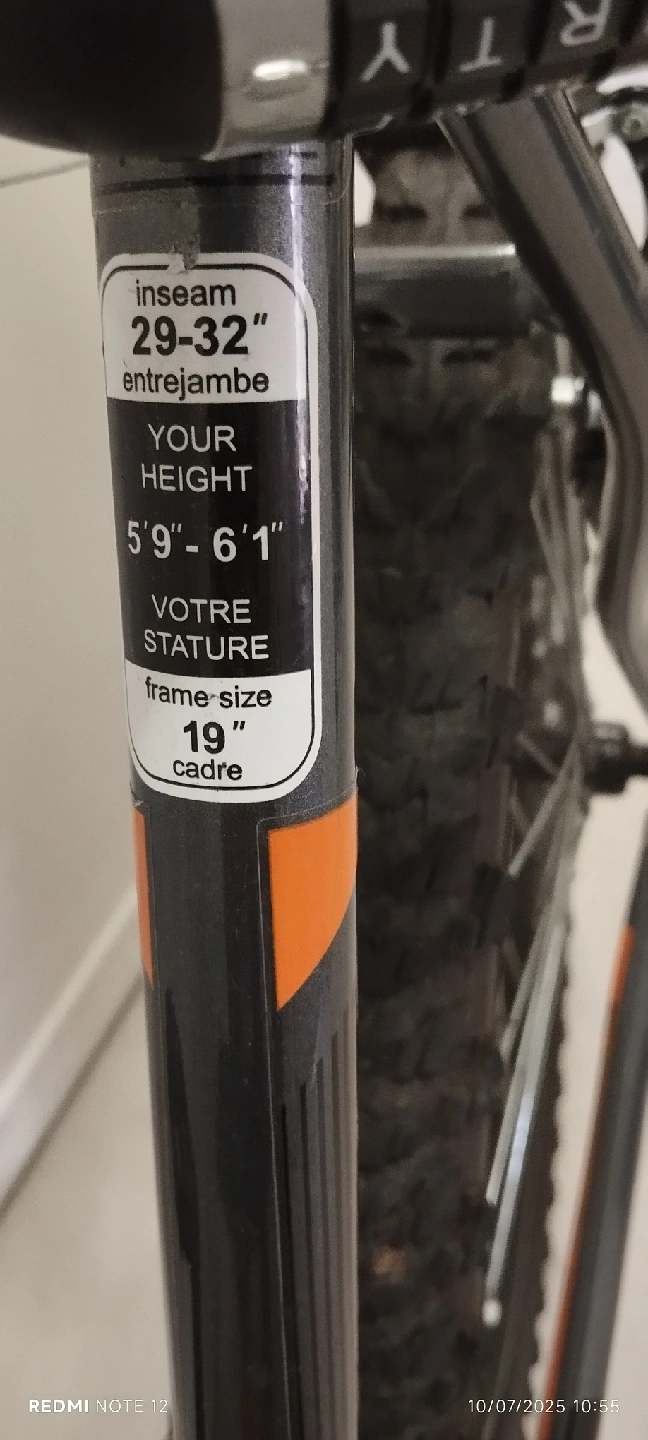 inseam
29-32"
entrejambe
YOUR
HEIGHT
5'9"- 6'1"
VOTRE
STATURE
frame-size
19"
cadre
REDMI NOTE 12
10/07/2025 10:55